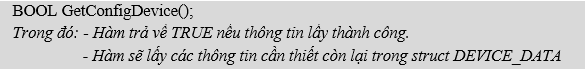 BOOL GetConfigDevice();
Trong đó: - Hàm trả về TRUE nếu thông tin lấy thành công.
- Hàm sẽ lấy các thông tin cần thiết còn lại trong struct DEVICE_DATA